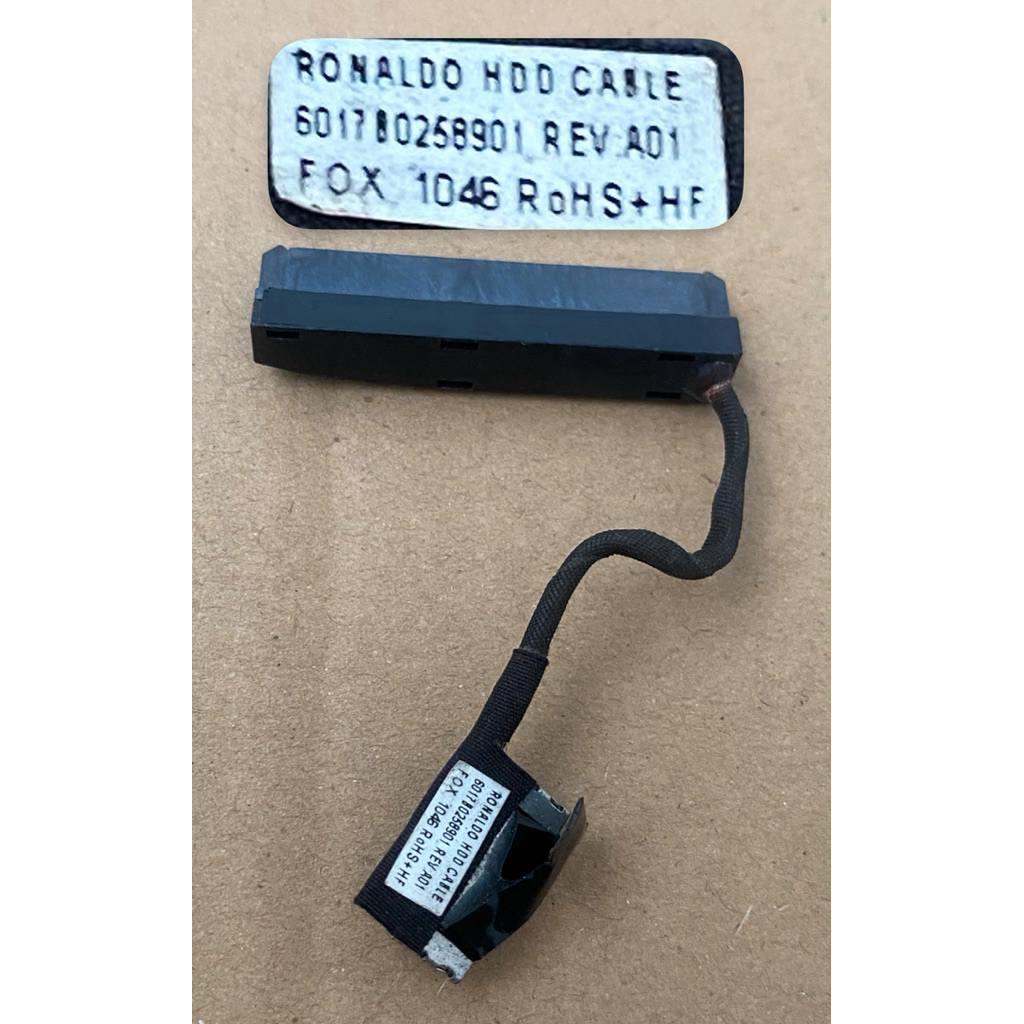 RONALDO HDD CABLE
6017B0258901 REV:A01
FOX 1046 RoHS+HF
RONALDO HDD CABLE
6017B0258901 REV:A01
FOX 1046 RoHS+HF